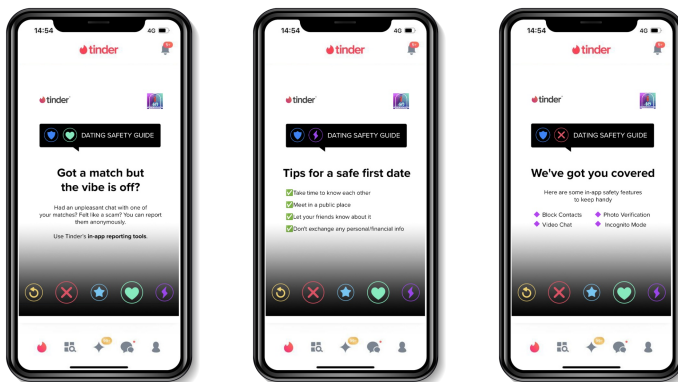 14:54
4G
tinder
tinder
DATING SAFETY GUIDE
Got a match but
the vibe is off?
Had an unpleasant chat with one of
your matches? Felt like a scam? You can report
them anonymously.
Use Tinder's in-app reporting tools.
14:54
4G
tinder
tinder
DATING SAFETY GUIDE
Tips for a safe first date
Take time to know each other
Meet in a public place
Let your friends know about it
Don't exchange any personal/financial info
14:54
4G
tinder
tinder
DATING SAFETY GUIDE
We've got you covered
Here are some in-app safety features
to keep handy
Block Contacts
Photo Verification
Video Chat
Incognito Mode